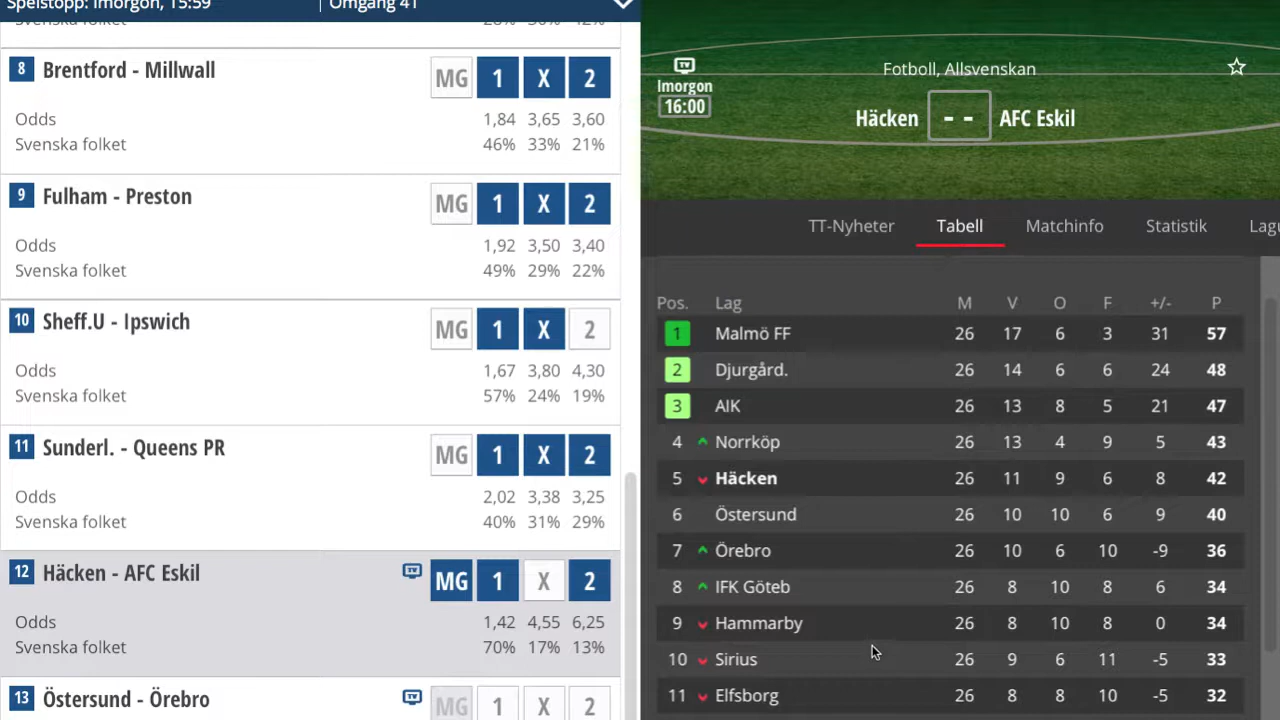 Spelstopp: Imorgon, 15:59 Omgång 41
Svenska folket
8 Brentford - Millwall MG 1 X 2
Odds 1,84 3,65 3,60
Svenska folket 46% 33% 21%
9 Fulham - Preston MG 1 X 2
Odds 1,92 3,50 3,40
Svenska folket 49% 29% 22%
10 Sheff.U - Ipswich MG 1 X 2
Odds 1,67 3,80 4,30
Svenska folket 57% 24% 19%
11 Sunderl. - Queens PR MG 1 X 2
Odds 2,02 3,38 3,25
Svenska folket 40% 31% 29%
12 Häcken - AFC Eskil TV MG 1 X 2
Odds 1,42 4,55 6,25
Svenska folket 70% 17% 13%
13 Östersund - Örebro TV MG 1 X 2
TV
Imorgon
16:00
Fotboll, Allsvenskan
Häcken - - AFC Eskil
TT-Nyheter Tabell Matchinfo Statistik Lagu
Pos. Lag M V O F +/- P
1 Malmö FF 26 17 6 3 31 57
2 Djurgård. 26 14 6 6 24 48
3 AIK 26 13 8 5 21 47
4 Norrköp 26 13 4 9 5 43
5 Häcken 26 11 9 6 8 42
6 Östersund 26 10 10 6 9 40
7 Örebro 26 10 6 10 -9 36
8 IFK Göteb 26 8 10 8 6 34
9 Hammarby 26 8 10 8 0 34
10 Sirius 26 9 6 11 -5 33
11 Elfsborg 26 8 8 10 -5 32